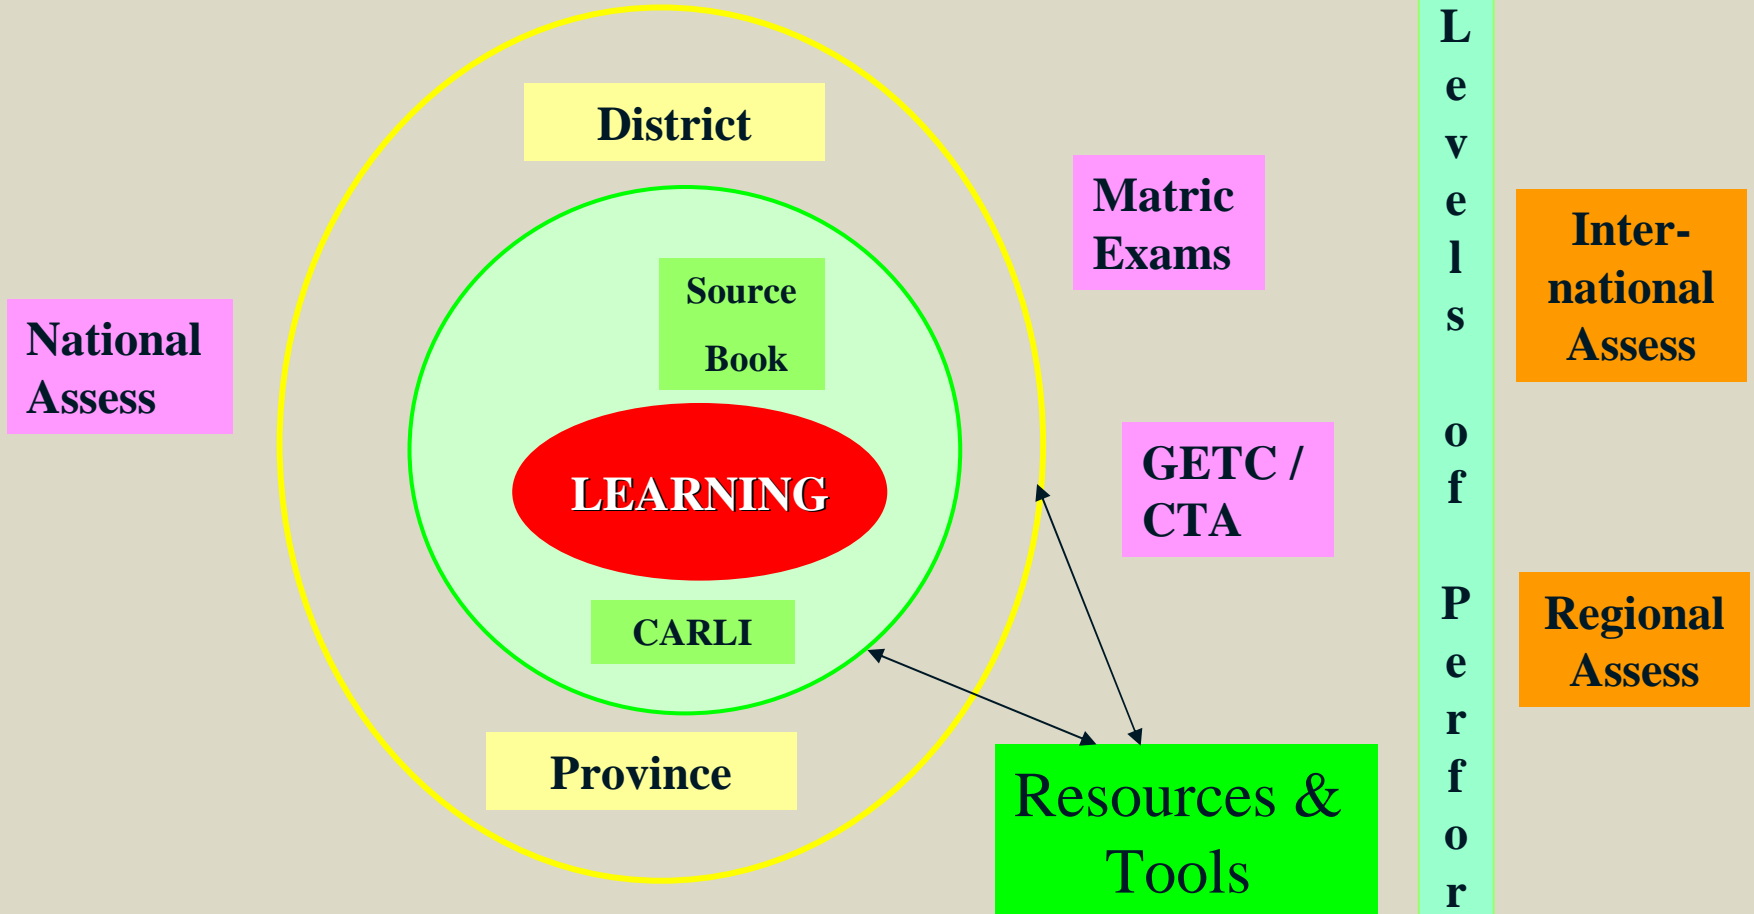 District
Source
Book
LEARNING
CARLI
Province
National
Assess
Matric
Exams
GETC /
CTA
Resources &
Tools
L
e
v
e
l
s
o
f
P
e
r
f
o
r
Inter-
national
Assess
Regional
Assess